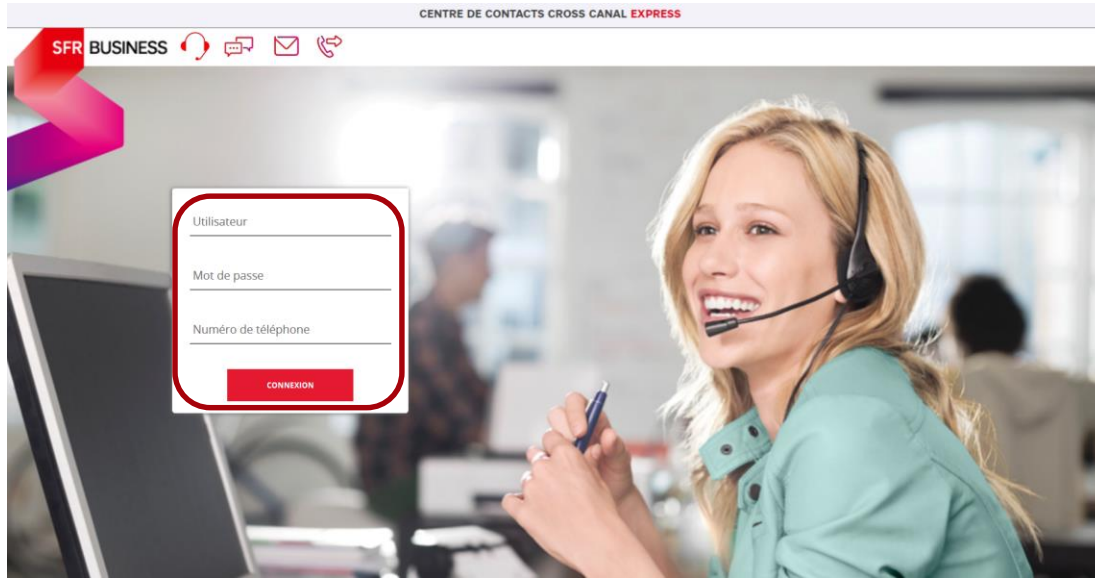 CENTRE DE CONTACTS CROSS CANAL EXPRESS
SFR BUSINESS
Utilisateur
Mot de passe
Numéro de téléphone
CONNEXION